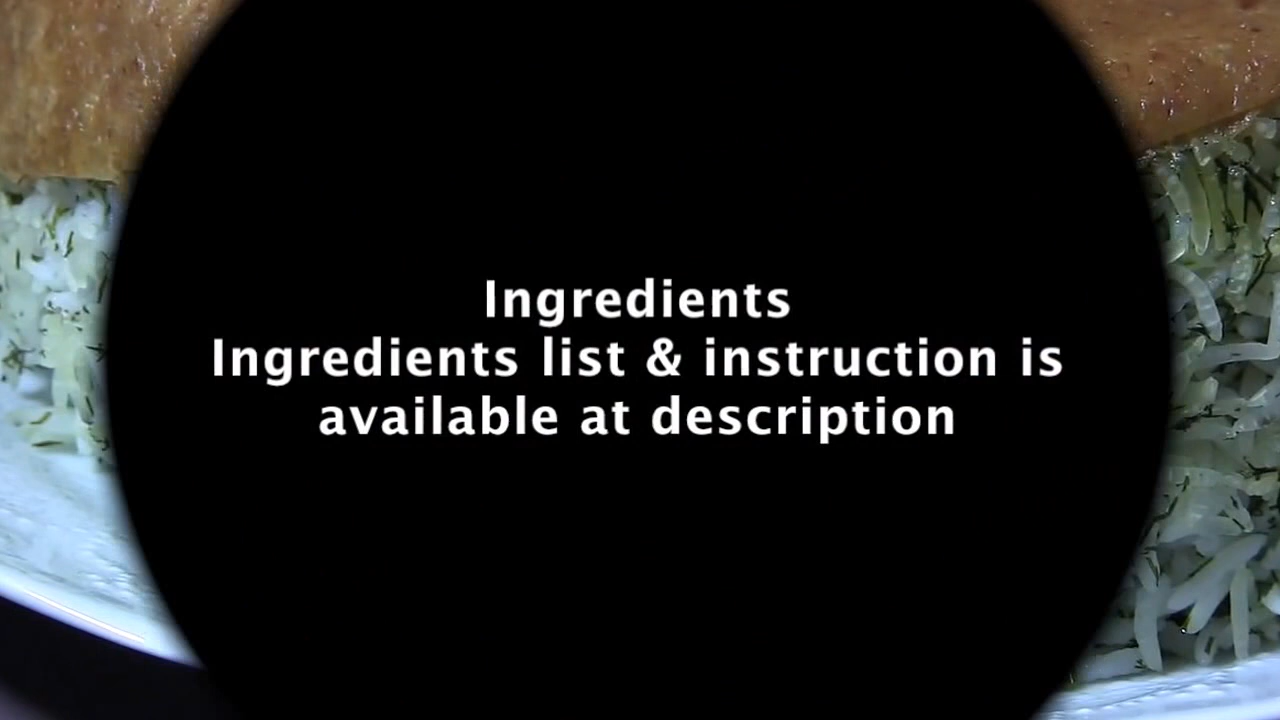 Ingredients
Ingredients list & instruction is
available at description